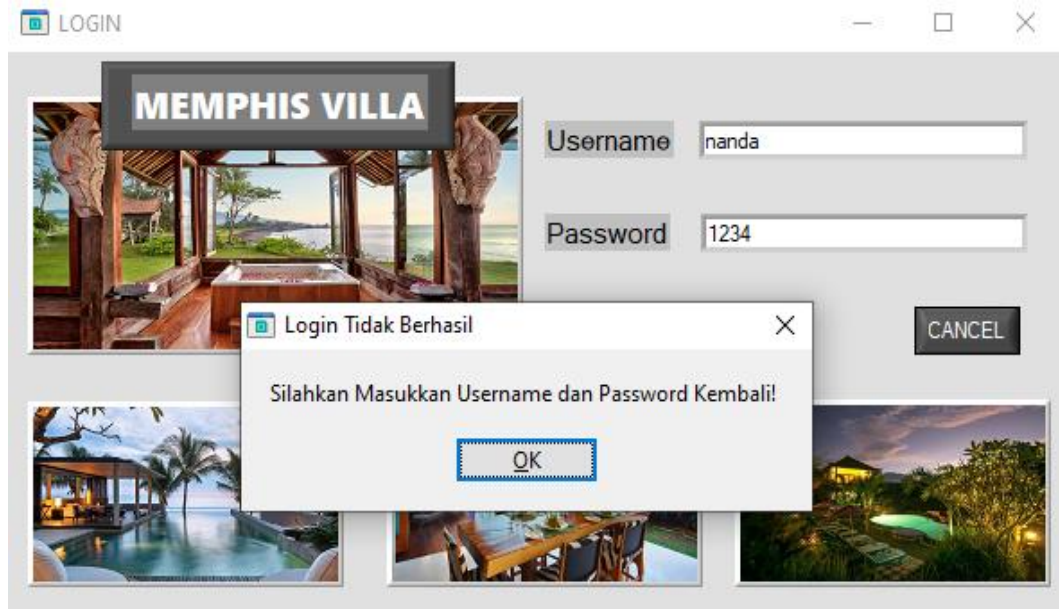 LOGIN
MEMPHIS VILLA
Username nanda
Password 1234
CANCEL
Login Tidak Berhasil
Silahkan Masukkan Username dan Password Kembali!
OK